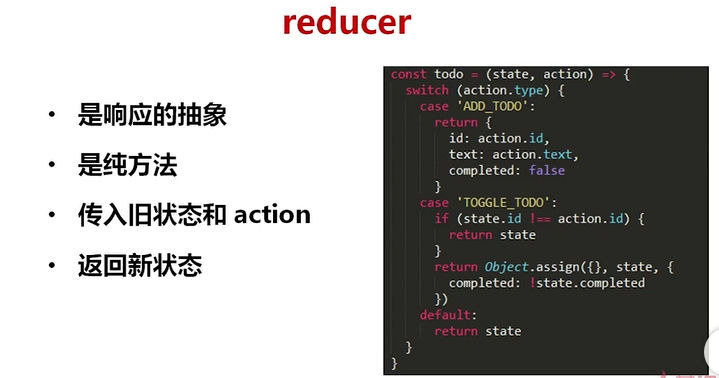 reducer
• 是响应的抽象
• 是纯方法
• 传入旧状态和 action
• 返回新状态
const todo = (state, action) => {
  switch (action.type) {
    case 'ADD_TODO':
      return {
        id: action.id,
        text: action.text,
        completed: false
      }
    case 'TOGGLE_TODO':
      if (state.id !== action.id) {
        return state
      }
      return Object.assign({}, state, {
        completed: !state.completed
      })
    default:
      return state
  }
}